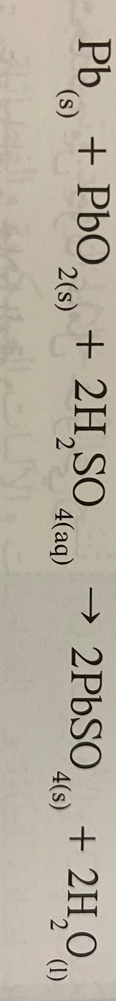 Pb(s) + PbO2(s) + 2H2SO4(aq) → 2PbSO4(s) + 2H2O(l)